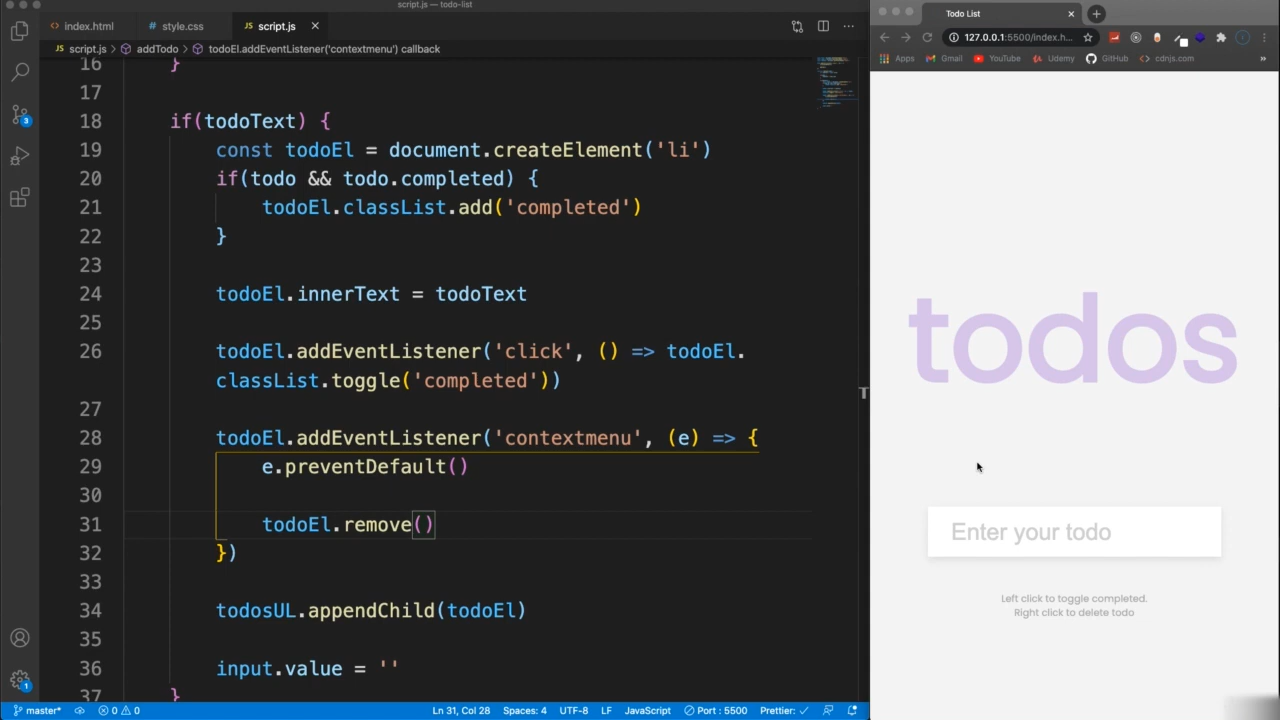 script.js — todo-list
index.html
style.css
script.js
JS script.js > addTodo > todoEl.addEventListener('contextmenu') callback
16 }
17
18 if(todoText) {
19 const todoEl = document.createElement('li')
20 if(todo && todo.completed) {
21 todoEl.classList.add('completed')
22 }
23
24 todoEl.innerText = todoText
25
26 todoEl.addEventListener('click', () => todoEl.
classList.toggle('completed'))
27
28 todoEl.addEventListener('contextmenu', (e) => {
29 e.preventDefault()
30
31 todoEl.remove()
32 })
33
34 todosUL.appendChild(todoEl)
35
36 input.value = ''
37 }
3
1
master* 0 0 Ln 31, Col 28 Spaces: 4 UTF-8 LF JavaScript Port : 5500 Prettier: ✓
Todo List
127.0.0.1:5500/index.h...
Apps Gmail YouTube Udemy GitHub cdnjs.com »
todos
Enter your todo
Left click to toggle completed.
Right click to delete todo